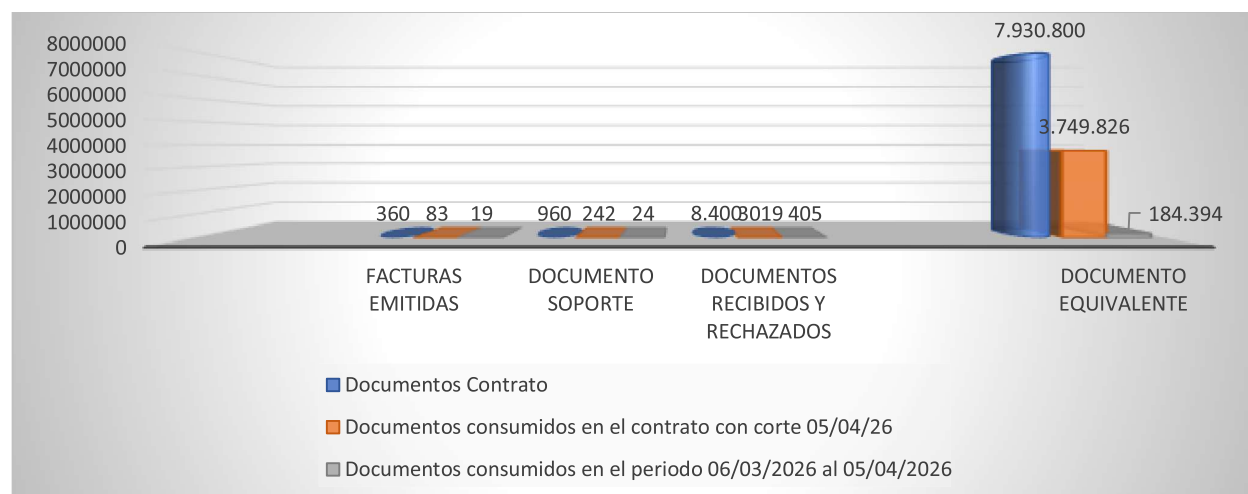 8000000
7000000
6000000
5000000
4000000
3000000
2000000
1000000
0
7.930.800
3.749.826
184.394
360 83 19 960 242 24 8.400 3019 405
FACTURAS EMITIDAS
DOCUMENTO SOPORTE
DOCUMENTOS RECIBIDOS Y RECHAZADOS
DOCUMENTO EQUIVALENTE
Documentos Contrato
Documentos consumidos en el contrato con corte 05/04/26
Documentos consumidos en el periodo 06/03/2026 al 05/04/2026